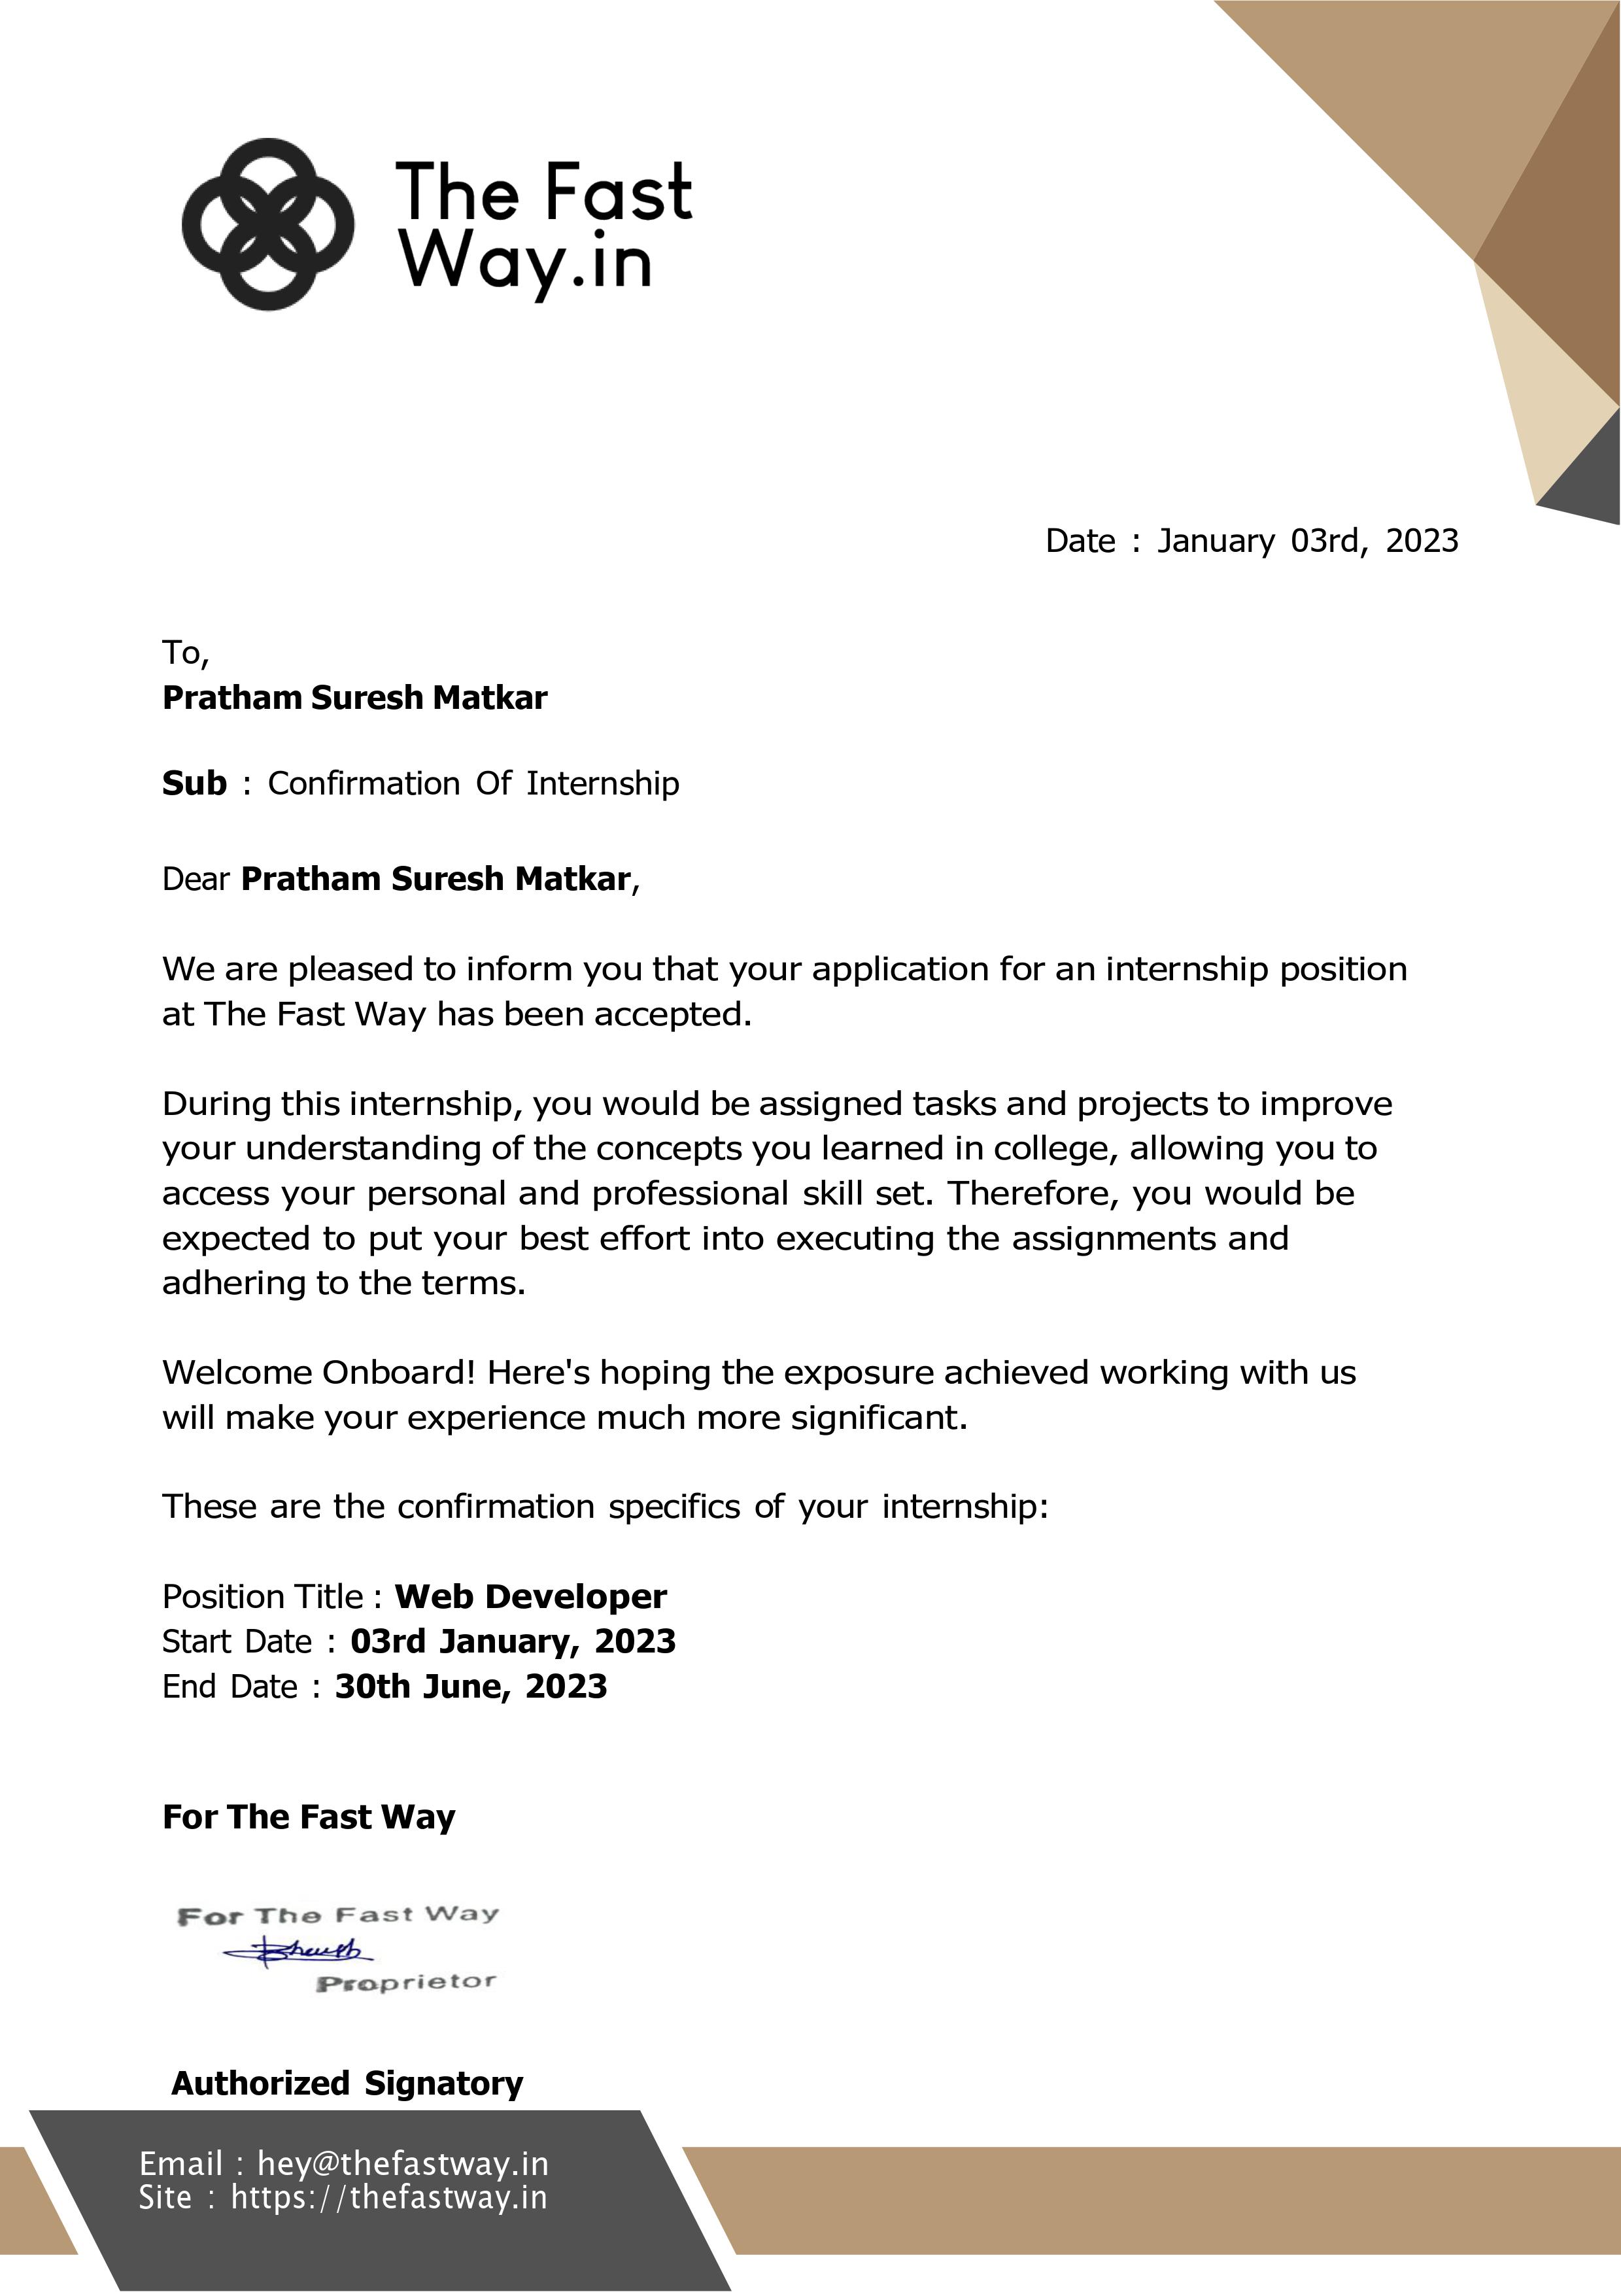 The Fast
Way.in
Date : January 03rd, 2023
To,
Pratham Suresh Matkar
Sub : Confirmation Of Internship
Dear Pratham Suresh Matkar,
We are pleased to inform you that your application for an internship position
at The Fast Way has been accepted.
During this internship, you would be assigned tasks and projects to improve
your understanding of the concepts you learned in college, allowing you to
access your personal and professional skill set. Therefore, you would be
expected to put your best effort into executing the assignments and
adhering to the terms.
Welcome Onboard! Here's hoping the exposure achieved working with us
will make your experience much more significant.
These are the confirmation specifics of your internship:
Position Title : Web Developer
Start Date : 03rd January, 2023
End Date : 30th June, 2023
For The Fast Way
For The Fast Way
Proprietor
Authorized Signatory
Email : hey@thefastway.in
Site : https://thefastway.in